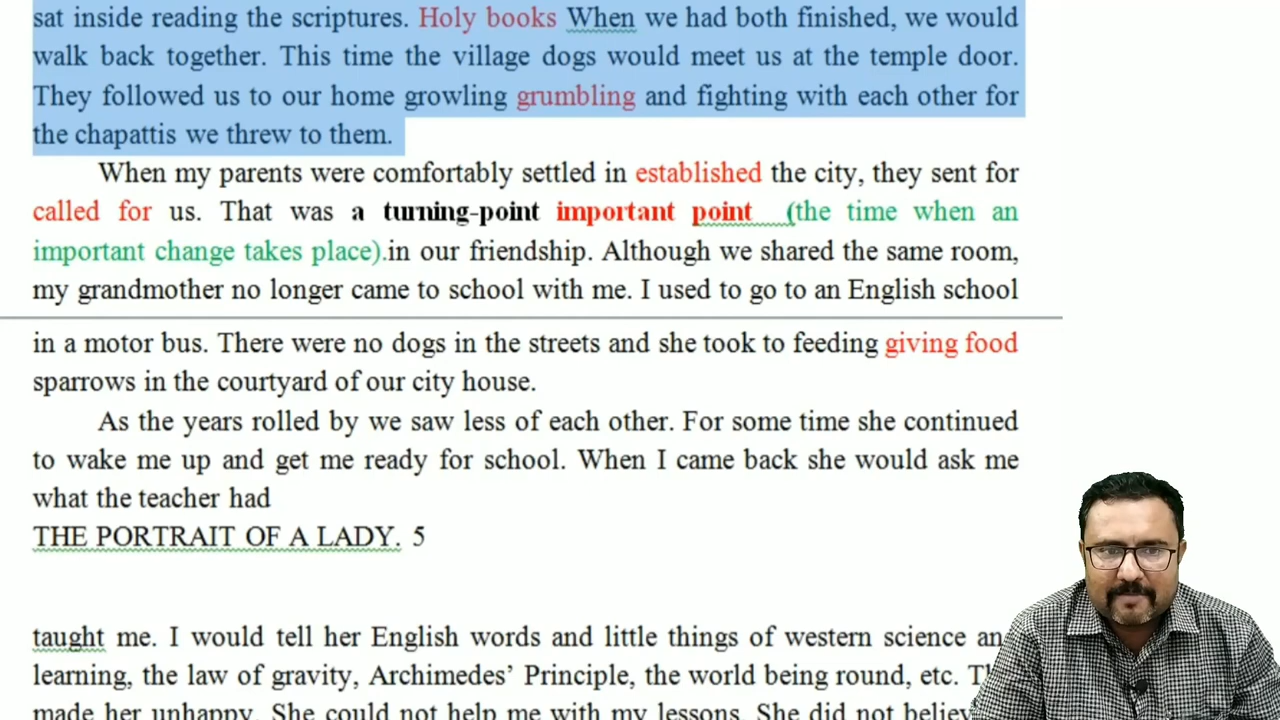 sat inside reading the scriptures. Holy books When we had both finished, we would
walk back together. This time the village dogs would meet us at the temple door.
They followed us to our home growling grumbling and fighting with each other for
the chapattis we threw to them.
When my parents were comfortably settled in established the city, they sent for
called for us. That was a turning-point important point (the time when an
important change takes place).in our friendship. Although we shared the same room,
my grandmother no longer came to school with me. I used to go to an English school
in a motor bus. There were no dogs in the streets and she took to feeding giving food
sparrows in the courtyard of our city house.
As the years rolled by we saw less of each other. For some time she continued
to wake me up and get me ready for school. When I came back she would ask me
what the teacher had
THE PORTRAIT OF A LADY. 5
taught me. I would tell her English words and little things of western science
learning, the law of gravity, Archimedes’ Principle, the world being round, etc.
made her unhappy. She could not help me with my lessons. She did not